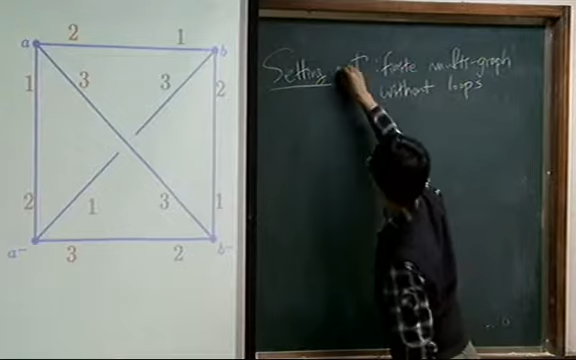 a 2 1 b
1 3 3 2
2 1 3 1
a⁻ 3 2 b⁻
Setting : finite multi-graph
without loops